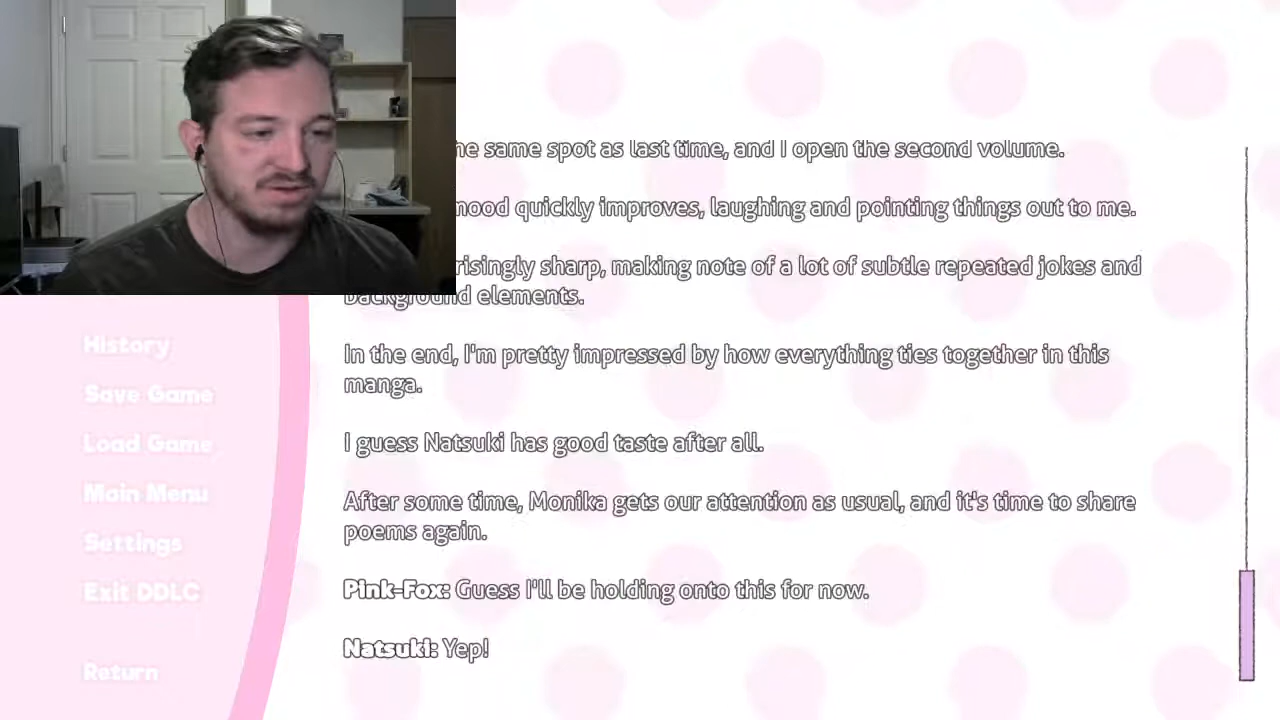 same spot as last time, and I open the second volume.
quickly improves, laughing and pointing things out to me.
sharp, making note of a lot of subtle repeated jokes and
background elements.
In the end, I'm pretty impressed by how everything ties together in this
manga.
I guess Natsuki has good taste after all.
After some time, Monika gets our attention as usual, and it's time to share
poems again.
Pink-Fox: Guess I'll be holding onto this for now.
Natsuki: Yep!
History
Save Game
Load Game
Main Menu
Settings
Exit DDLC
Return